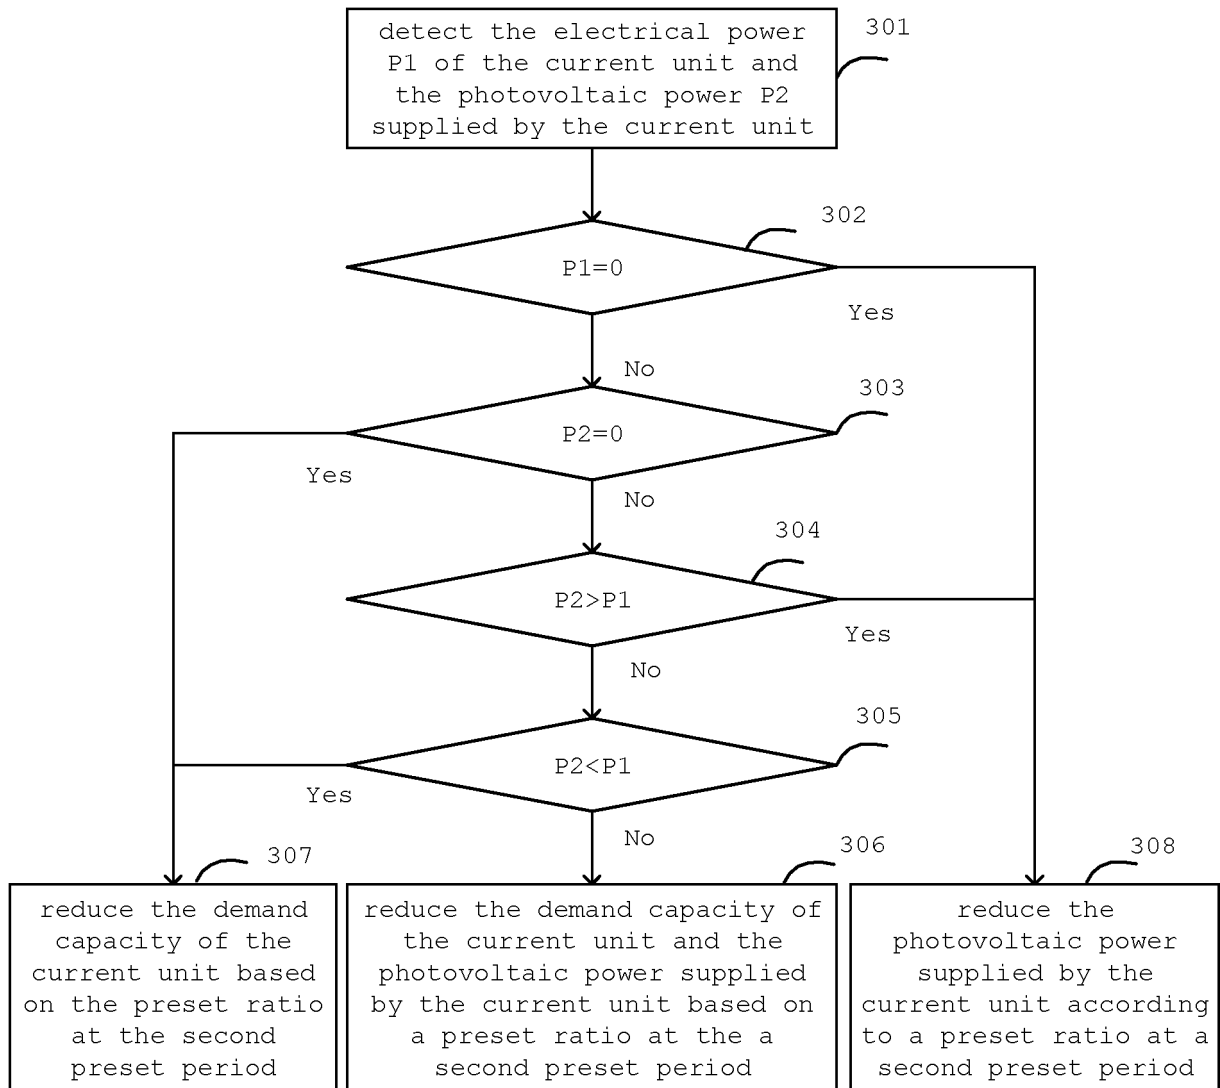 detect the electrical power
P1 of the current unit and
the photovoltaic power P2
supplied by the current unit
301
302
P1=0
Yes
No
303
P2=0
Yes
No
304
P2>P1
Yes
No
305
P2<P1
Yes
No
307
306
308
reduce the demand
capacity of the
current unit based
on the preset ratio
at the second
preset period
reduce the demand capacity of
the current unit and the
photovoltaic power supplied
by the current unit based on
a preset ratio at the a
second preset period
reduce the
photovoltaic power
supplied by the
current unit according
to a preset ratio at a
second preset period